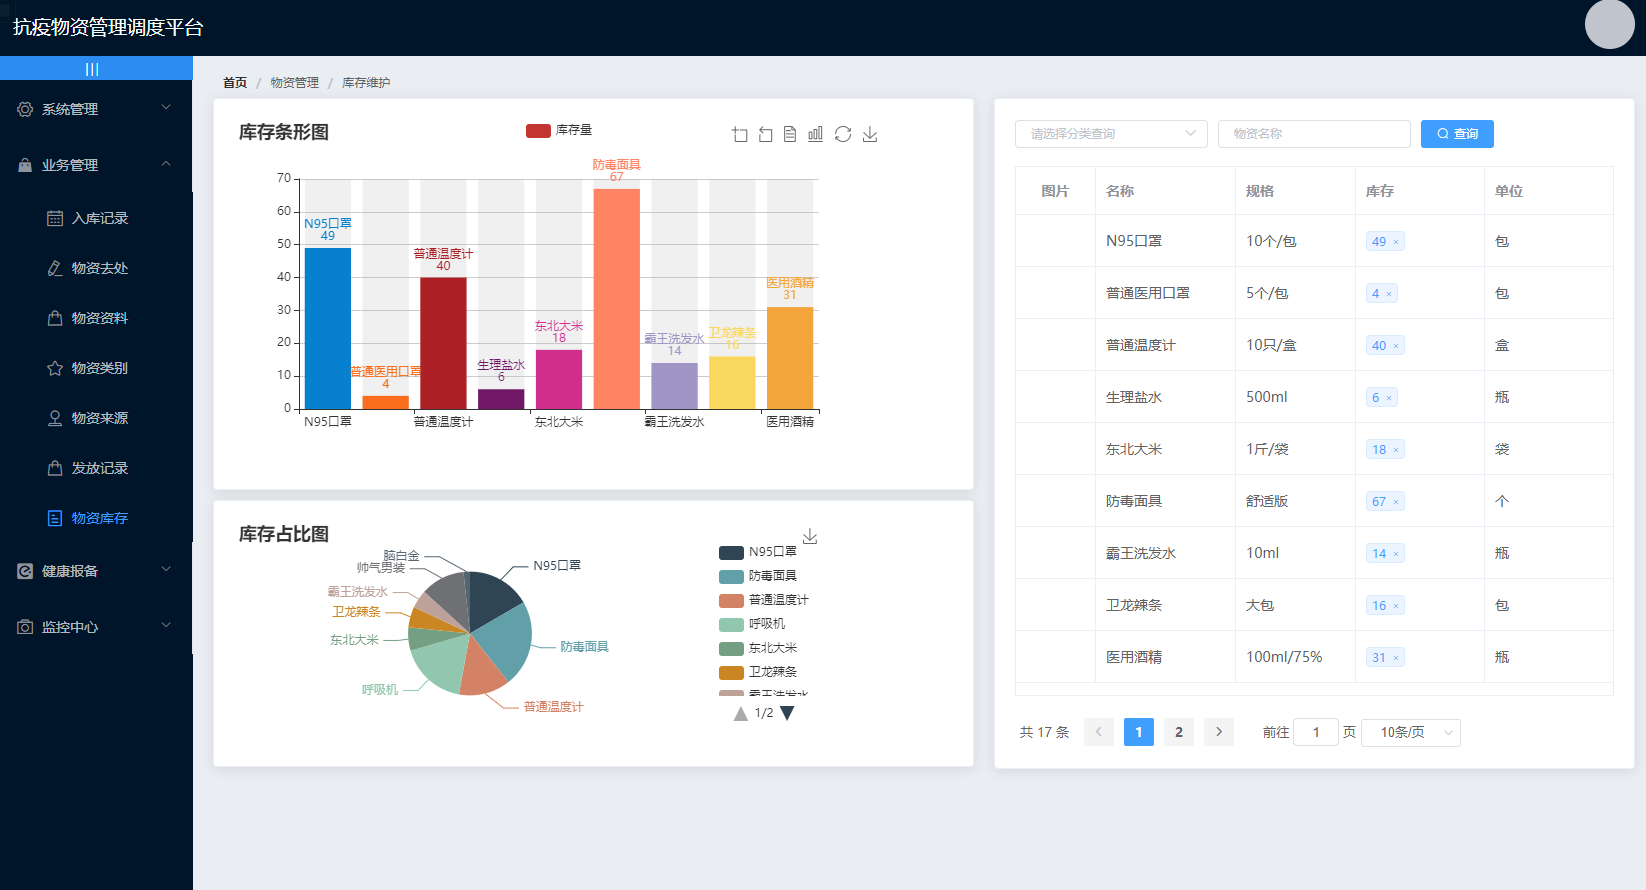 抗疫物资管理调度平台
系统管理
业务管理
入库记录
物资去处
物资资料
物资类别
物资来源
发放记录
物资库存
健康报备
监控中心
首页 / 物资管理 / 库存维护
库存条形图
库存量
70
60
50
40
30
20
10
0
N95口罩
49
普通医用口罩
4
普通温度计
40
生理盐水
6
东北大米
18
防毒面具
67
霸王洗发水
14
卫龙辣条
16
医用酒精
31
N95口罩 普通温度计 东北大米 霸王洗发水 医用酒精
库存占比图
脑白金
帅气男装
霸王洗发水
卫龙辣条
东北大米
呼吸机
N95口罩
防毒面具
普通温度计
N95口罩
防毒面具
普通温度计
呼吸机
东北大米
卫龙辣条
霸王洗发水
1/2
请选择分类查询 物资名称 查询
图片 名称 规格 库存 单位
N95口罩 10个/包 49 × 包
普通医用口罩 5个/包 4 × 包
普通温度计 10只/盒 40 × 盒
生理盐水 500ml 6 × 瓶
东北大米 1斤/袋 18 × 袋
防毒面具 舒适版 67 × 个
霸王洗发水 10ml 14 × 瓶
卫龙辣条 大包 16 × 包
医用酒精 100ml/75% 31 × 瓶
共 17 条 1 2 前往 1 页 10条/页